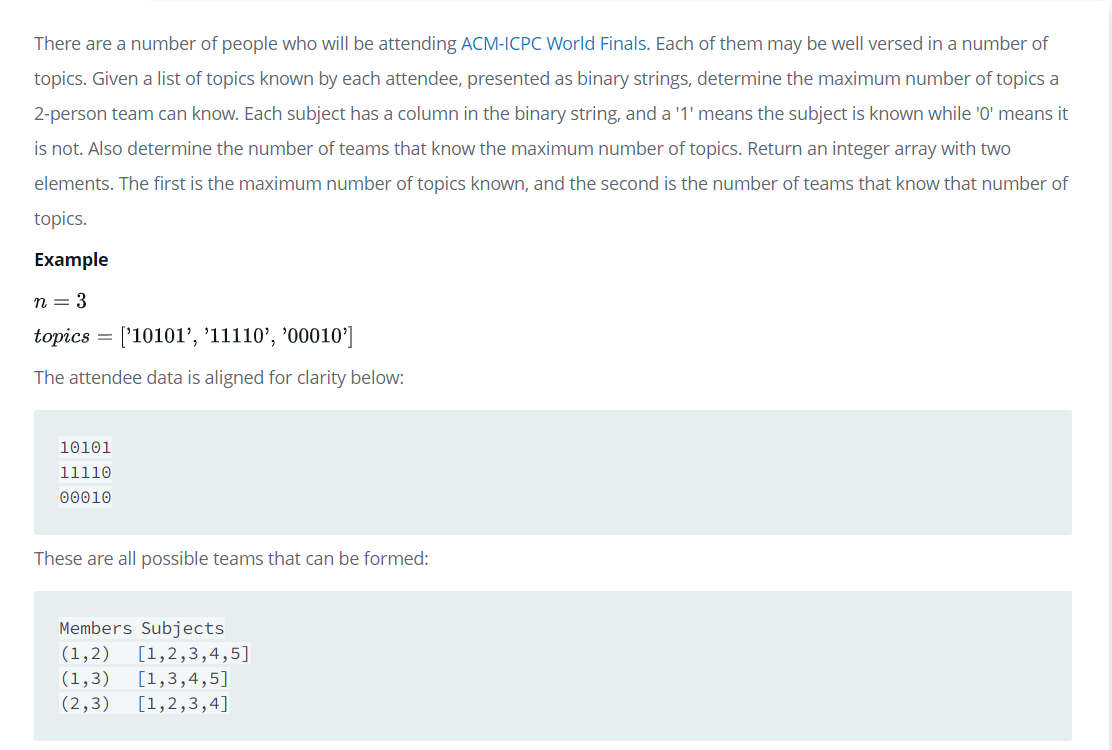 There are a number of people who will be attending ACM-ICPC World Finals. Each of them may be well versed in a number of
topics. Given a list of topics known by each attendee, presented as binary strings, determine the maximum number of topics a
2-person team can know. Each subject has a column in the binary string, and a '1' means the subject is known while '0' means it
is not. Also determine the number of teams that know the maximum number of topics. Return an integer array with two
elements. The first is the maximum number of topics known, and the second is the number of teams that know that number of
topics.
Example
n = 3
topics = ['10101', '11110', '00010']
The attendee data is aligned for clarity below:
10101
11110
00010
These are all possible teams that can be formed:
Members Subjects
(1,2) [1,2,3,4,5]
(1,3) [1,3,4,5]
(2,3) [1,2,3,4]